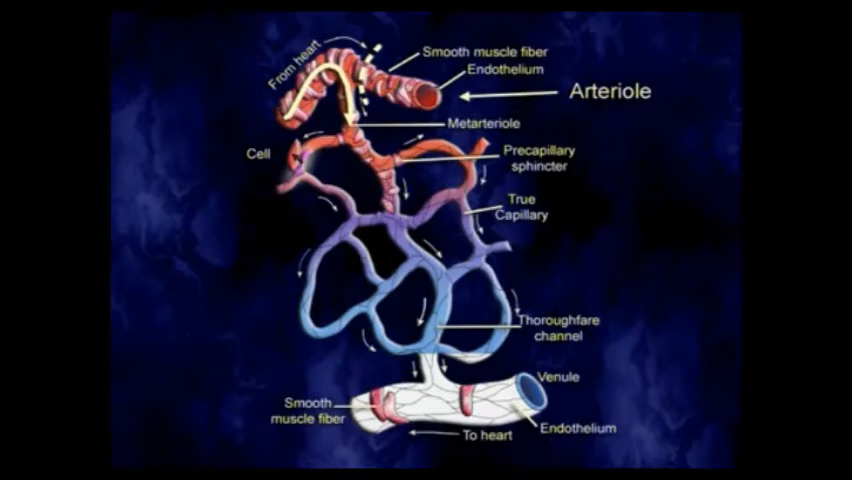 From heart
Smooth muscle fiber
Endothelium
Arteriole
Metarteriole
Cell
Precapillary
sphincter
True
Capillary
Thoroughfare
channel
Venule
Smooth
muscle fiber
To heart
Endothelium